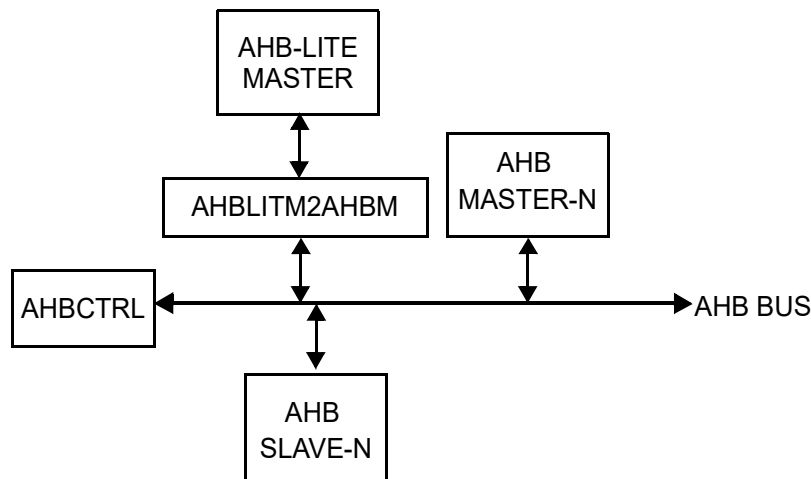 AHB-LITE
MASTER
AHBLITM2AHBM
AHB
MASTER-N
AHBCTRL
AHB BUS
AHB
SLAVE-N